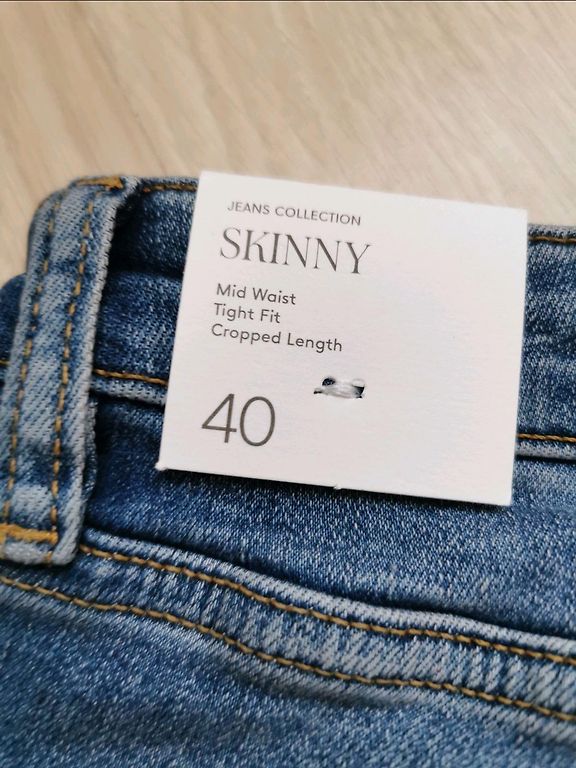 JEANS COLLECTION
SKINNY
Mid Waist
Tight Fit
Cropped Length
40